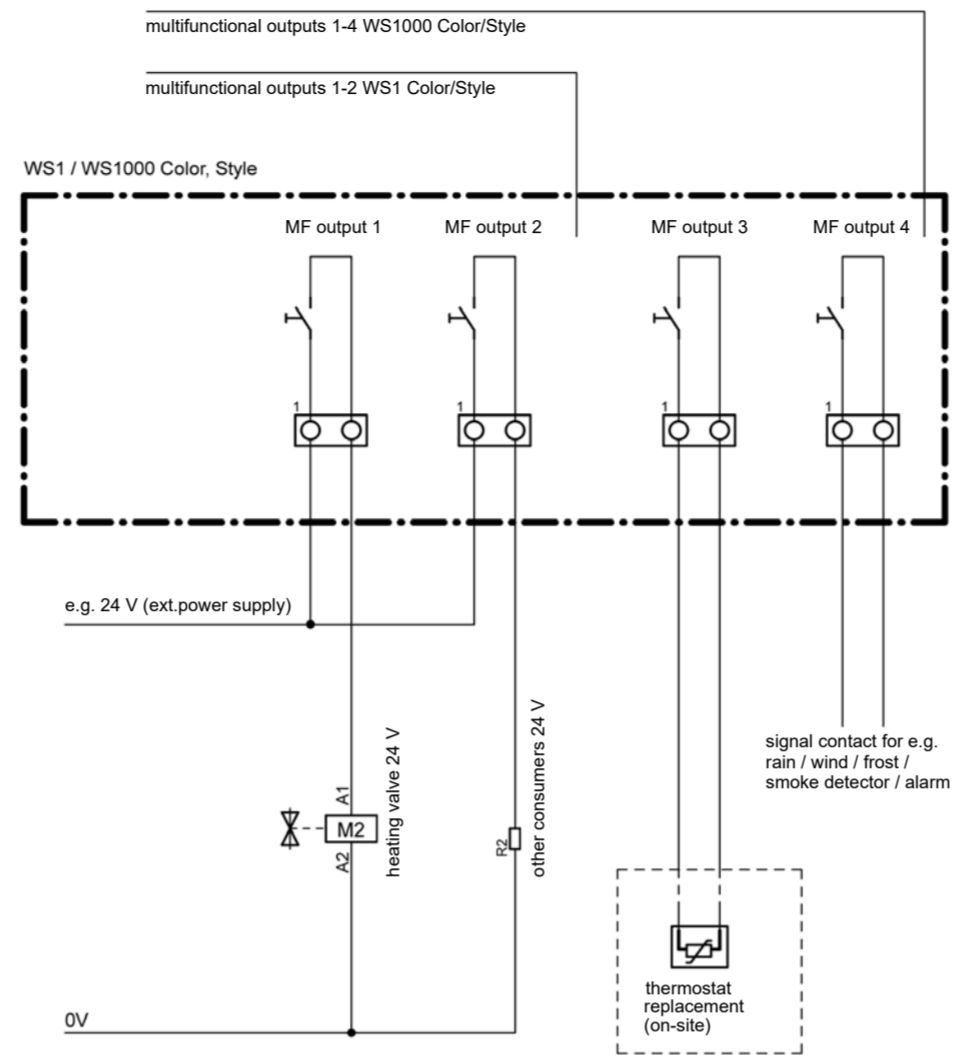 multifunctional outputs 1-4 WS1000 Color/Style
multifunctional outputs 1-2 WS1 Color/Style
WS1 / WS1000 Color, Style
MF output 1
MF output 2
MF output 3
MF output 4
1
1
1
1
e.g. 24 V (ext.power supply)
A1
M2
A2
heating valve 24 V
R2
other consumers 24 V
signal contact for e.g.
rain / wind / frost /
smoke detector / alarm
thermostat
replacement
(on-site)
0V